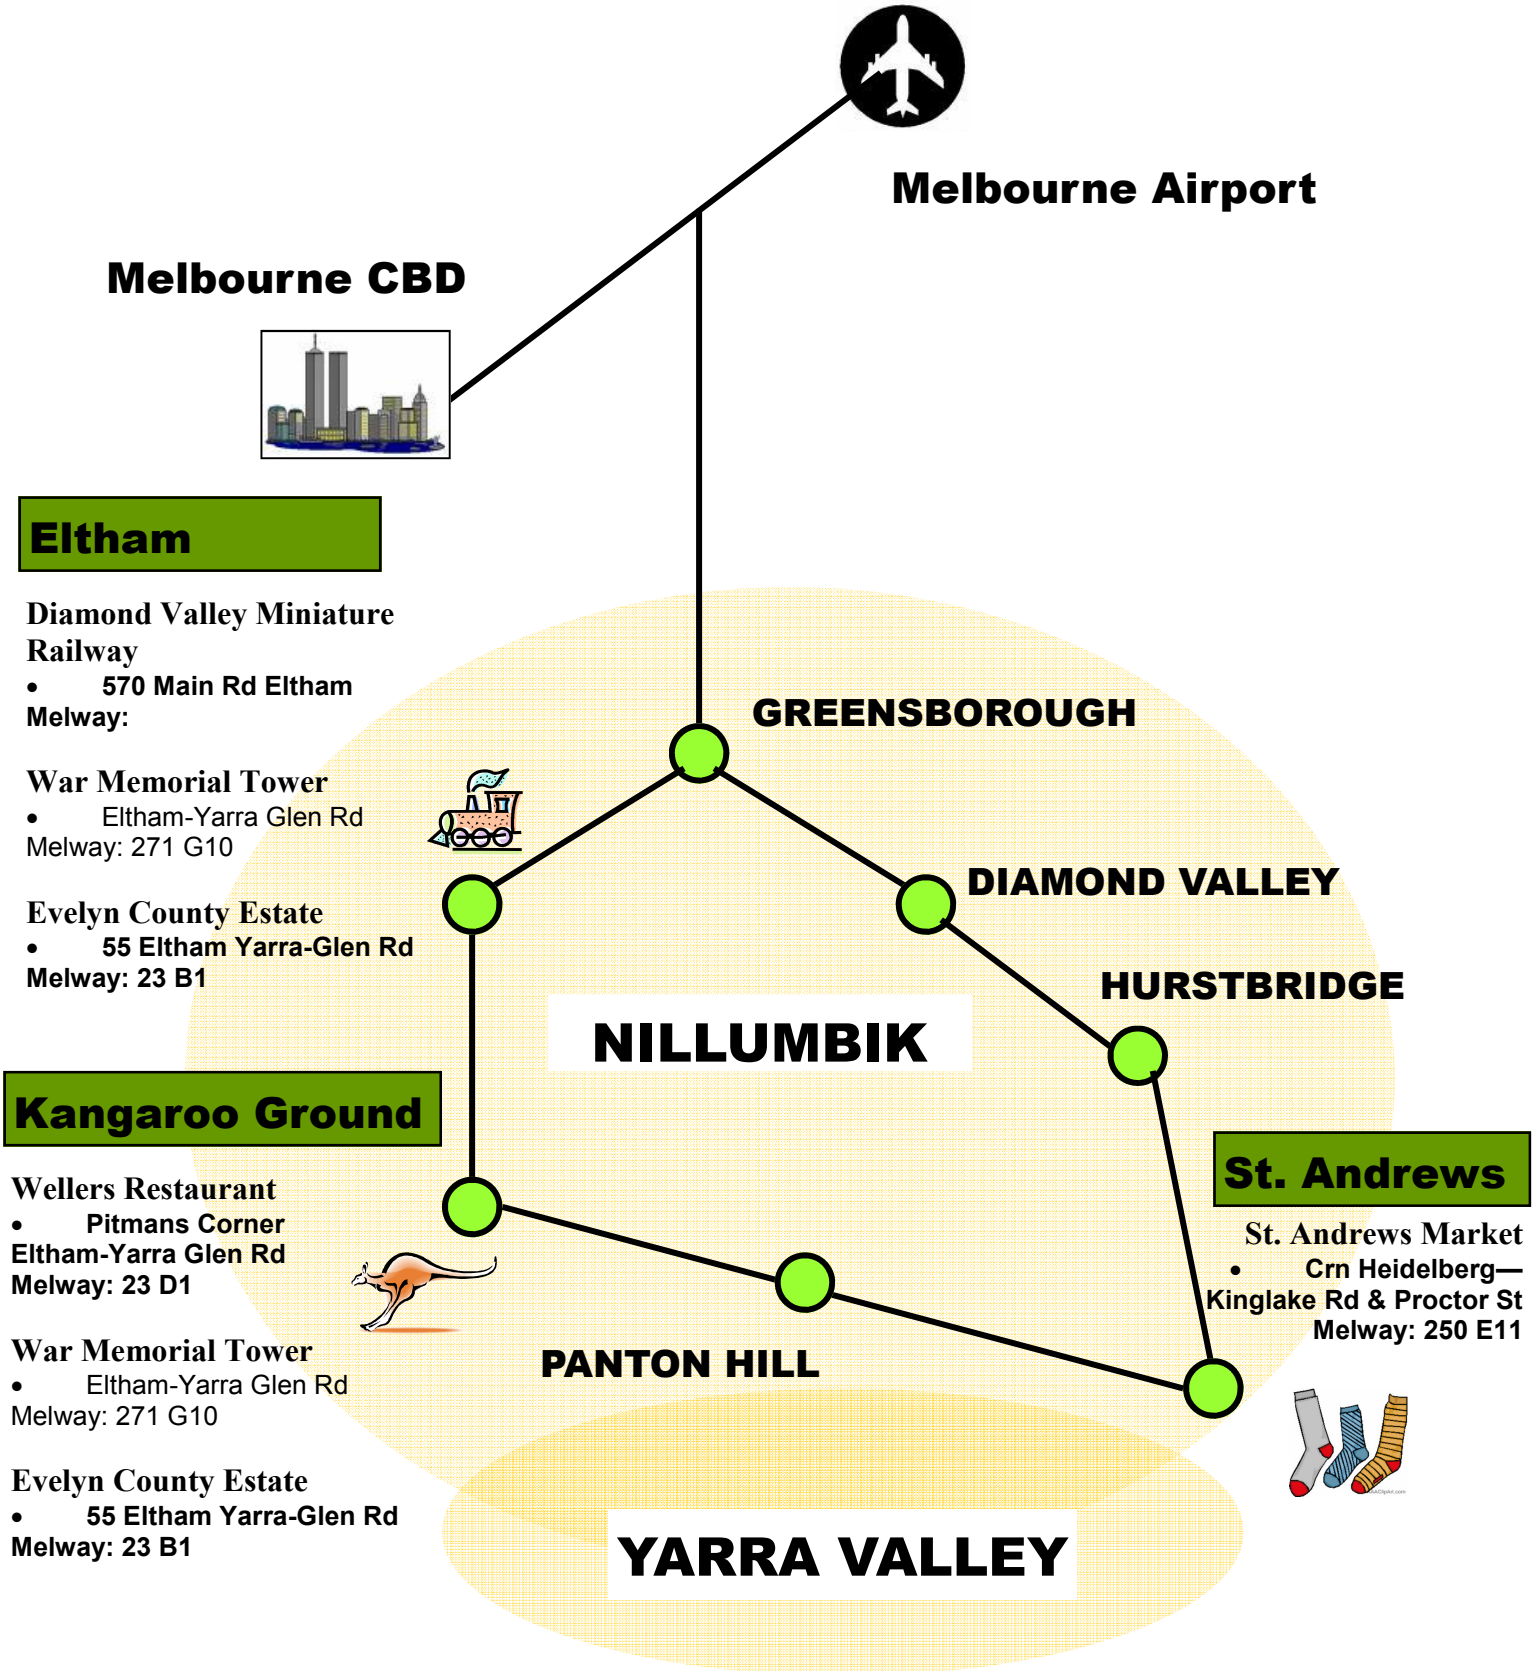 Melbourne Airport
Melbourne CBD
Eltham
Diamond Valley Miniature
Railway
• 570 Main Rd Eltham
Melway:
War Memorial Tower
• Eltham-Yarra Glen Rd
Melway: 271 G10
Evelyn County Estate
• 55 Eltham Yarra-Glen Rd
Melway: 23 B1
GREENSBOROUGH
DIAMOND VALLEY
HURSTBRIDGE
NILLUMBIK
Kangaroo Ground
Wellers Restaurant
• Pitmans Corner
Eltham-Yarra Glen Rd
Melway: 23 D1
War Memorial Tower
• Eltham-Yarra Glen Rd
Melway: 271 G10
Evelyn County Estate
• 55 Eltham Yarra-Glen Rd
Melway: 23 B1
St. Andrews
St. Andrews Market
• Crn Heidelberg—
Kinglake Rd & Proctor St
Melway: 250 E11
PANTON HILL
YARRA VALLEY